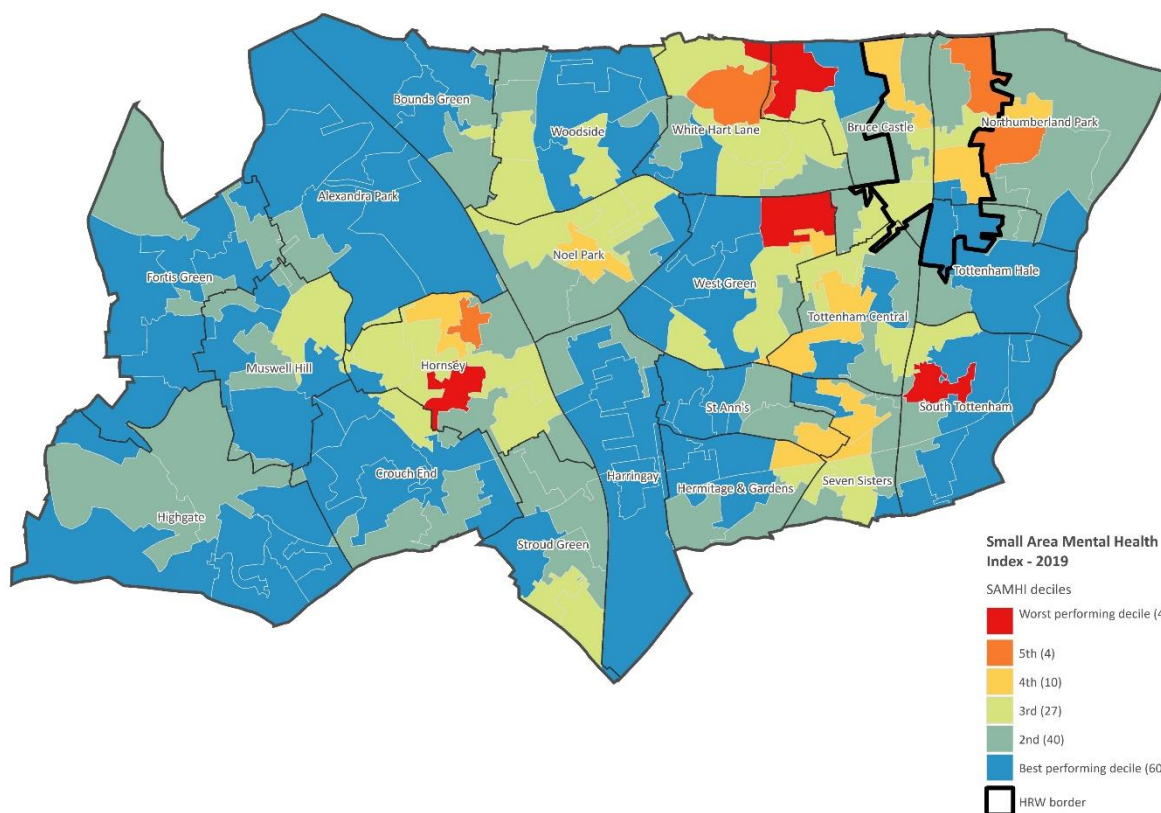 Bounds Green
Woodside
White Hart Lane
Bruce Castle
Northumberland Park
Alexandra Park
Noel Park
Fortis Green
West Green
Tottenham Hale
Tottenham Central
Muswell Hill
Hornsey
St Ann's
South Tottenham
Crouch End
Harringay
Hermitage & Gardens
Seven Sisters
Highgate
Stroud Green
Small Area Mental Health
Index - 2019
SAMHI deciles
Worst performing decile (4
5th (4)
4th (10)
3rd (27)
2nd (40)
Best performing decile (60
HRW border